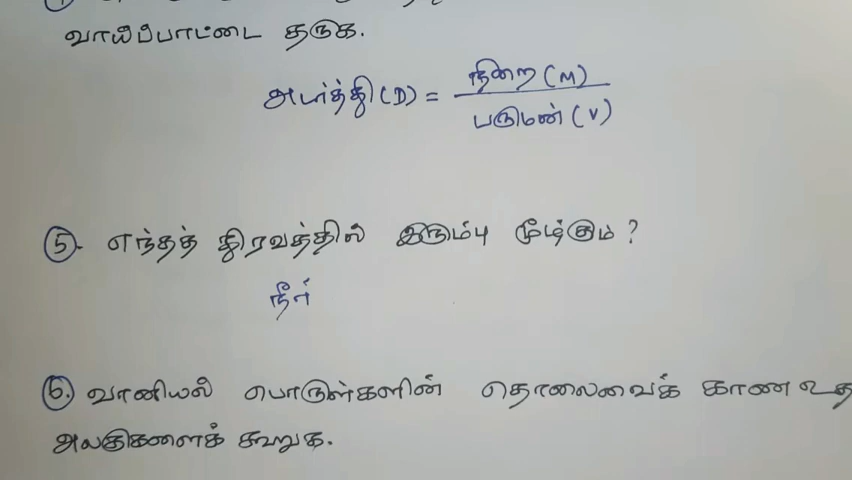 வாய்ப்பாட்டை தருக.
அடர்த்தி (D) = நிறை (M) / பருமன் (V)
⑤. எந்தத் திரவத்தில் இரும்பு மூழ்கும்?
நீர்
⑥. வானியல் பொருள்களின் தொலைவைக் காண
அலகிகளைக் கூறுக.